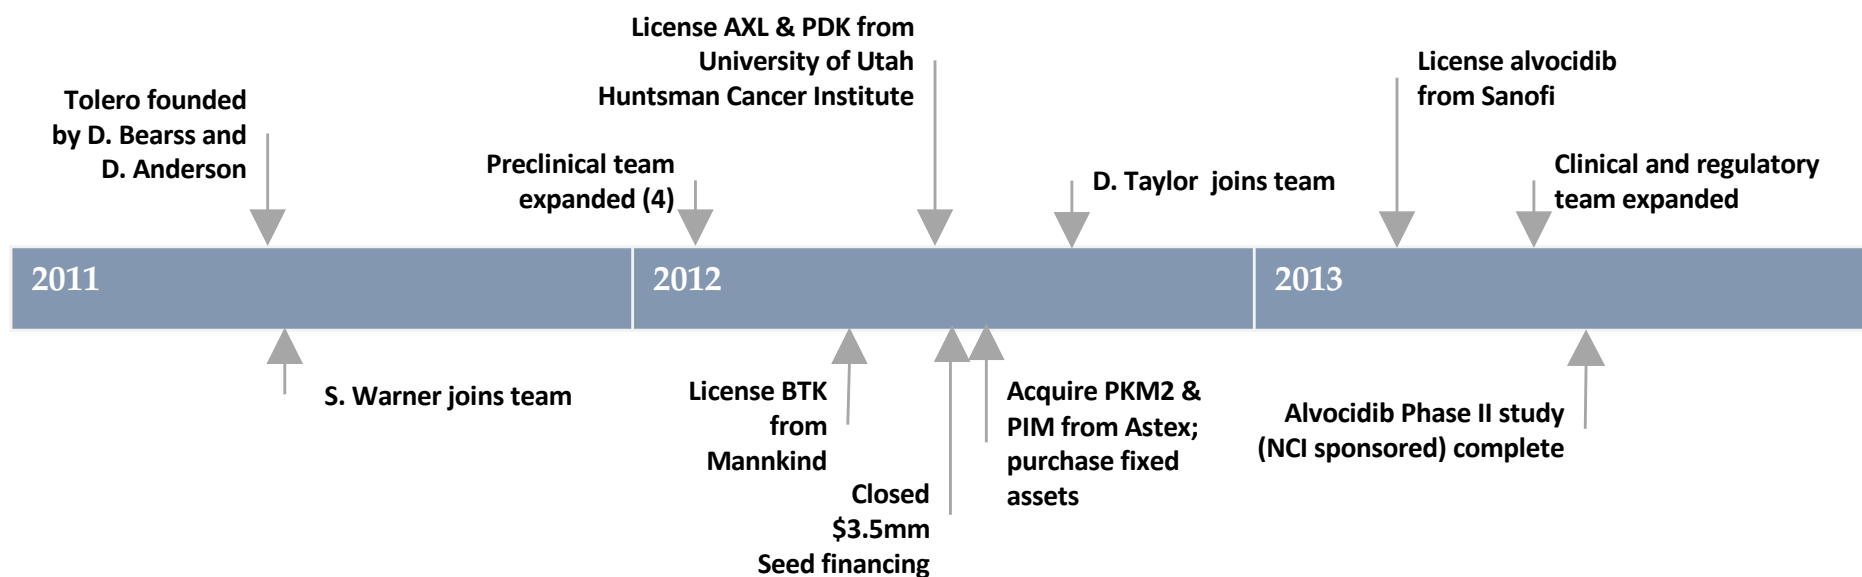 Tolero founded
by D. Bearss and
D. Anderson
Preclinical team
expanded (4)
License AXL & PDK from
University of Utah
Huntsman Cancer Institute
D. Taylor  joins team
License alvocidib
from Sanofi
Clinical and regulatory
team expanded
2011
2012
2013
S. Warner joins team
License BTK
from
Mannkind
Closed
$3.5mm
Seed financing
Acquire PKM2 &
PIM from Astex;
purchase fixed
assets
Alvocidib Phase II study
(NCI sponsored) complete